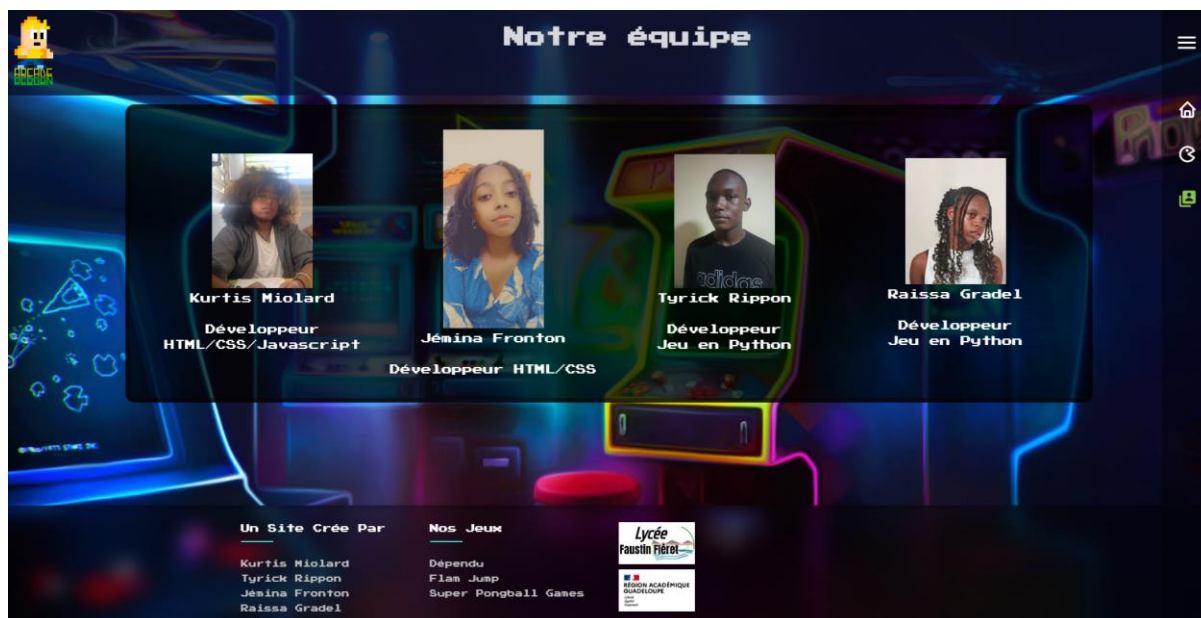 Notre équipe
ARCADE
adidas
Kurtis Miolard
Développeur
HTML/CSS/Javascript
Jémina Fronton
Développeur HTML/CSS
Tyrick Rippon
Développeur
Jeu en Python
Raissa Gradel
Développeur
Jeu en Python
Un Site Crée Par
Kurtis Miolard
Tyrick Rippon
Jémina Fronton
Raissa Gradel
Nos Jeux
Dépendu
Flam Jump
Super Pongball Games
Lycée
Faustin Fléret
RÉGION ACADÉMIQUE
GUADELOUPE